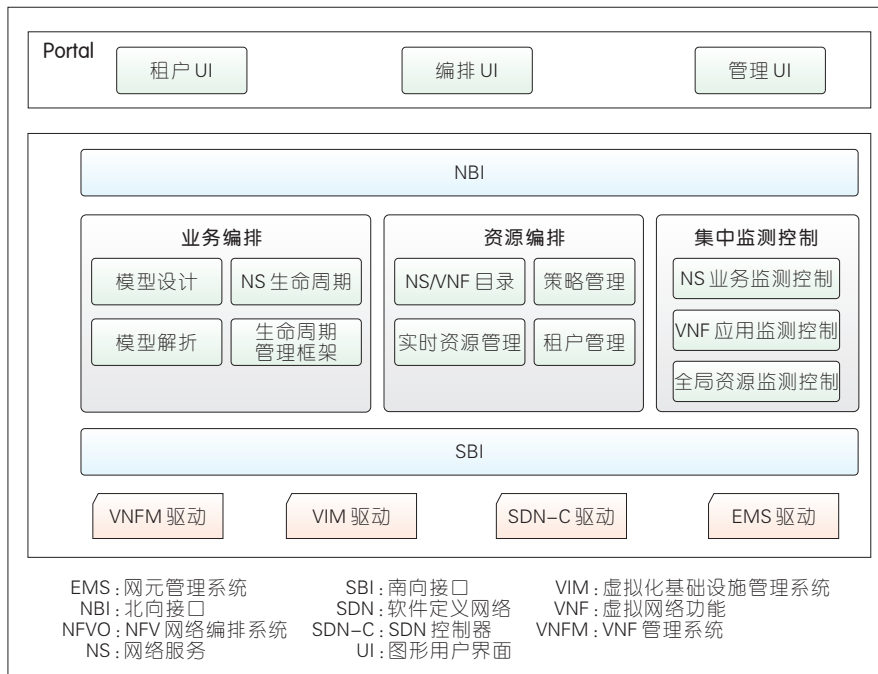 Portal
租户 UI
编排 UI
管理 UI
NBI
业务编排
模型设计
NS 生命周期
模型解折
生命周期
管理框架
资源编排
NS/VNF 目录
策略管理
实时资源管理
租户管理
集中监测控制
NS 业务监测控制
VNF 应用监测控制
全局资源监测控制
SBI
VNFM 驱动
VIM 驱动
SDN-C 驱动
EMS 驱动
EMS:网元管理系统
NBI:北向接口
NFVO:NFV 网络编排系统
NS:网络服务
SBI:南向接口
SDN:软件定义网络
SDN-C:SDN 控制器
UI:图形用户界面
VIM:虚拟化基础设施管理系统
VNF:虚拟网络功能
VNFM:VNF 管理系统